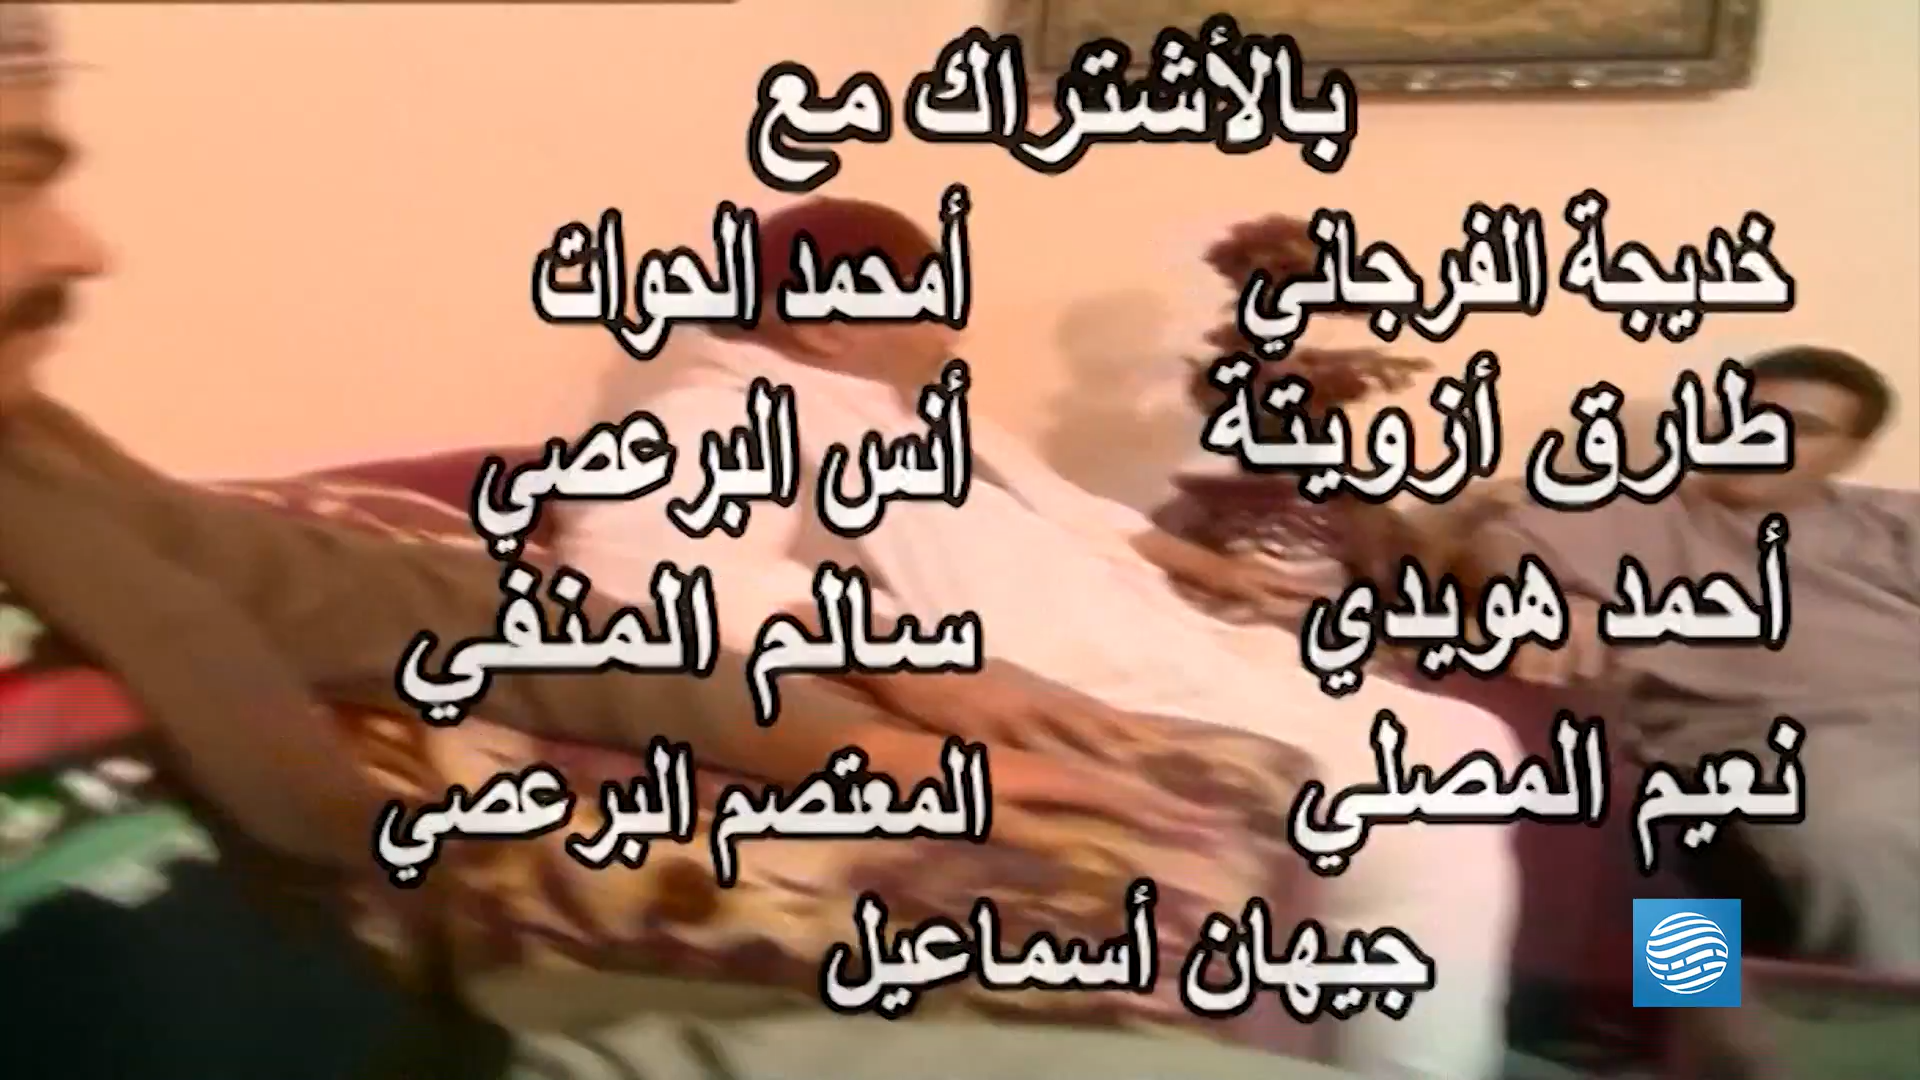 بالأشتراك مع
خديجة الفرجاني أمحمد الحوات
طارق أزويتة أنس البرعصي
أحمد هويدي سالم المنفي
نعيم المصلي المعتصم البرعصي
جيهان أسماعيل